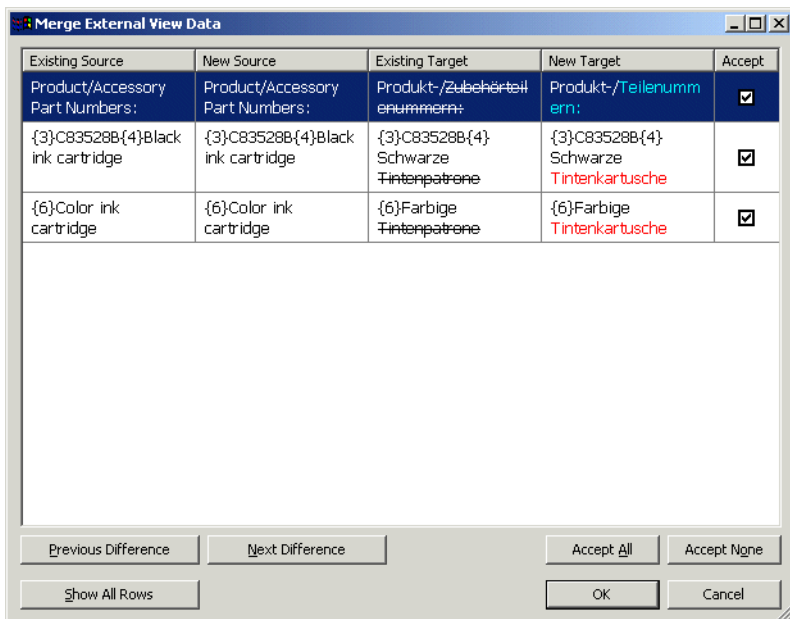 Merge External View Data
Existing Source New Source Existing Target New Target Accept
Product/Accessory Product/Accessory Produkt-/Zubehörteil Produkt-/Teilenumm
Part Numbers: Part Numbers: enummern: ern:
{3}C83528B{4}Black {3}C83528B{4}Black {3}C83528B{4} {3}C83528B{4}
ink cartridge ink cartridge Schwarze Schwarze
Tintenpatrone Tintenkartusche
{6}Color ink {6}Color ink {6}Farbige {6}Farbige
cartridge cartridge Tintenpatrone Tintenkartusche
Previous Difference Next Difference Accept All Accept None
Show All Rows OK Cancel